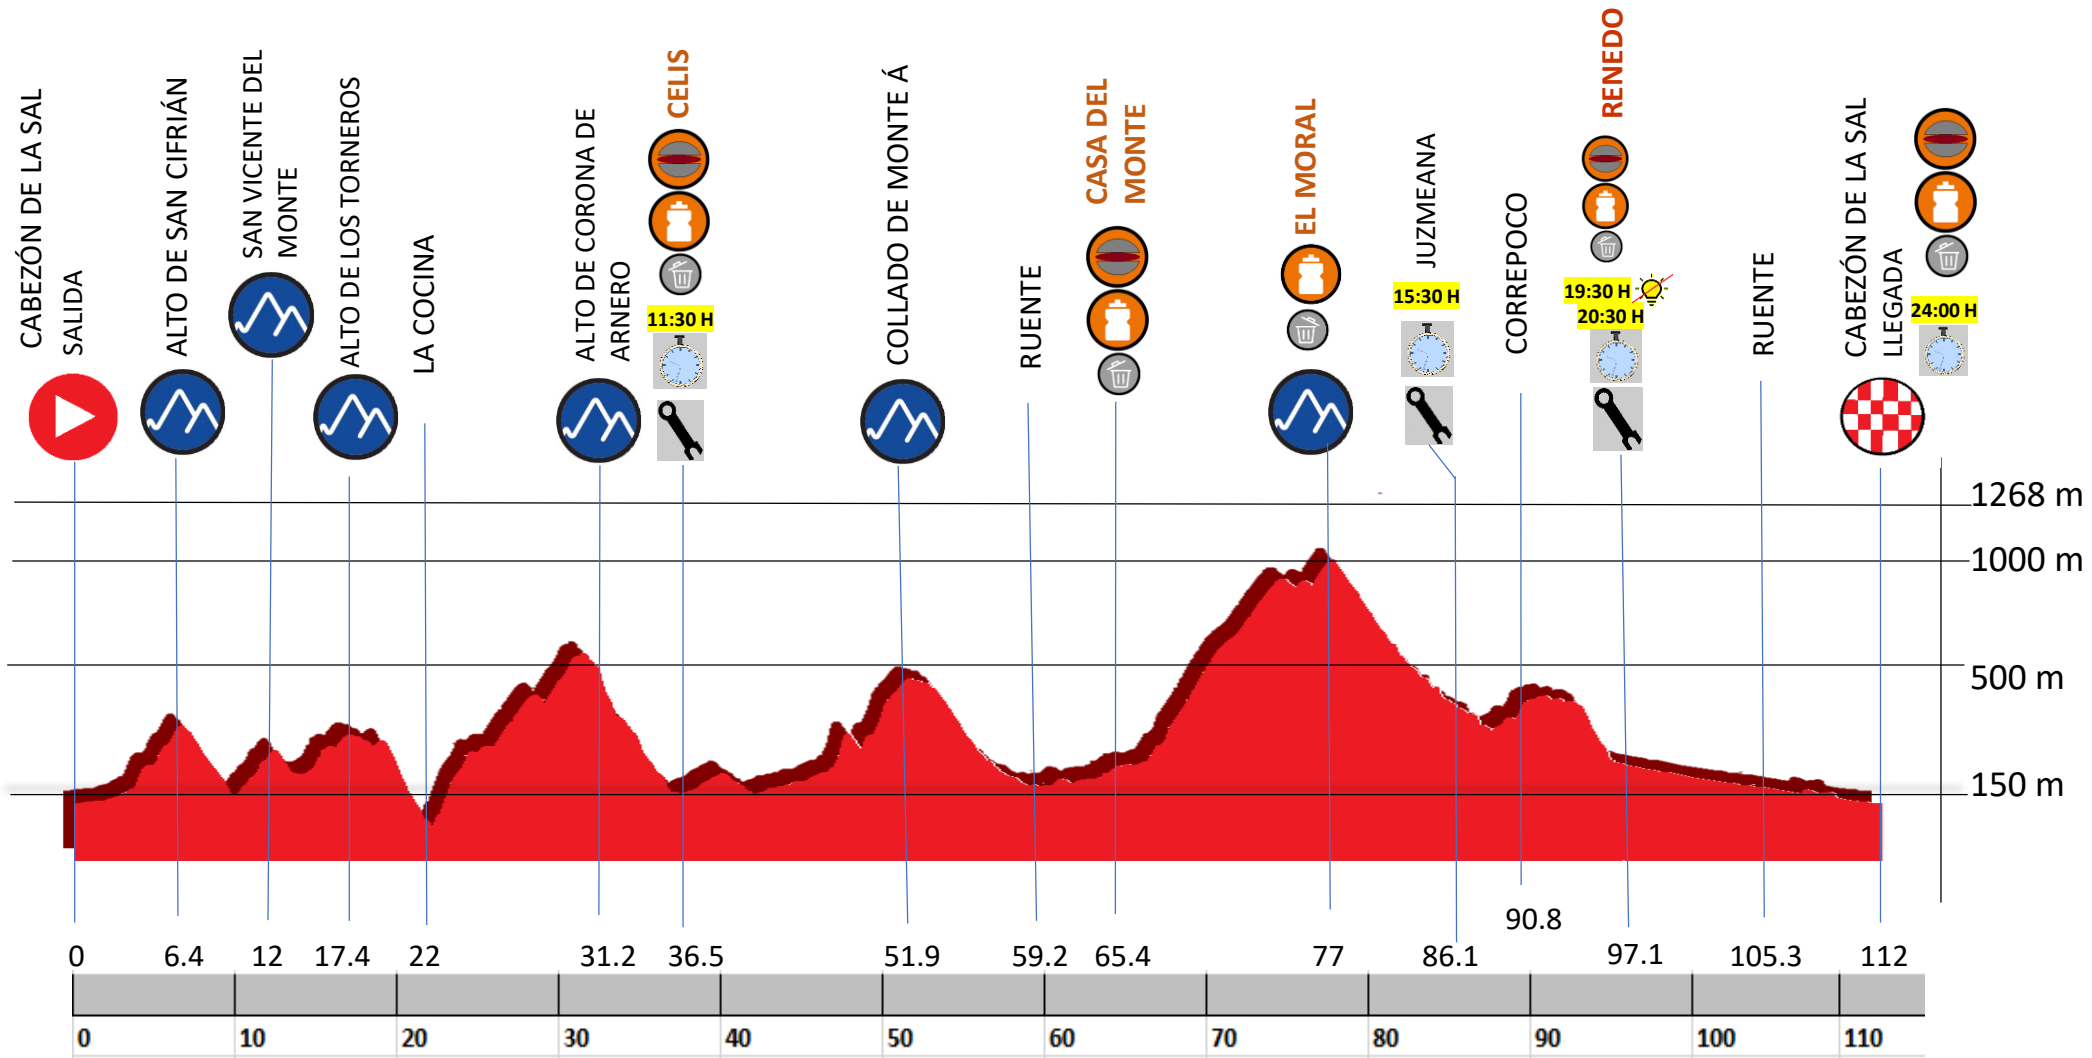 CABEZÓN DE LA SAL
SALIDA
ALTO DE SAN CIFRIÁN
SAN VICENTE DEL
MONTE
ALTO DE LOS TORNEROS
LA COCINA
ALTO DE CORONA DE
ARNERO
CELIS
11:30 H
COLLADO DE MONTE Á
RUENTE
CASA DEL
MONTE
EL MORAL
JUZMEANA
15:30 H
CORREPOCO
RENEDO
19:30 H
20:30 H
RUENTE
CABEZÓN DE LA SAL
LLEGADA
24:00 H
1268 m
1000 m
500 m
150 m
0 6.4 12 17.4 22 31.2 36.5 51.9 59.2 65.4 77 86.1 90.8 97.1 105.3 112
0 10 20 30 40 50 60 70 80 90 100 110